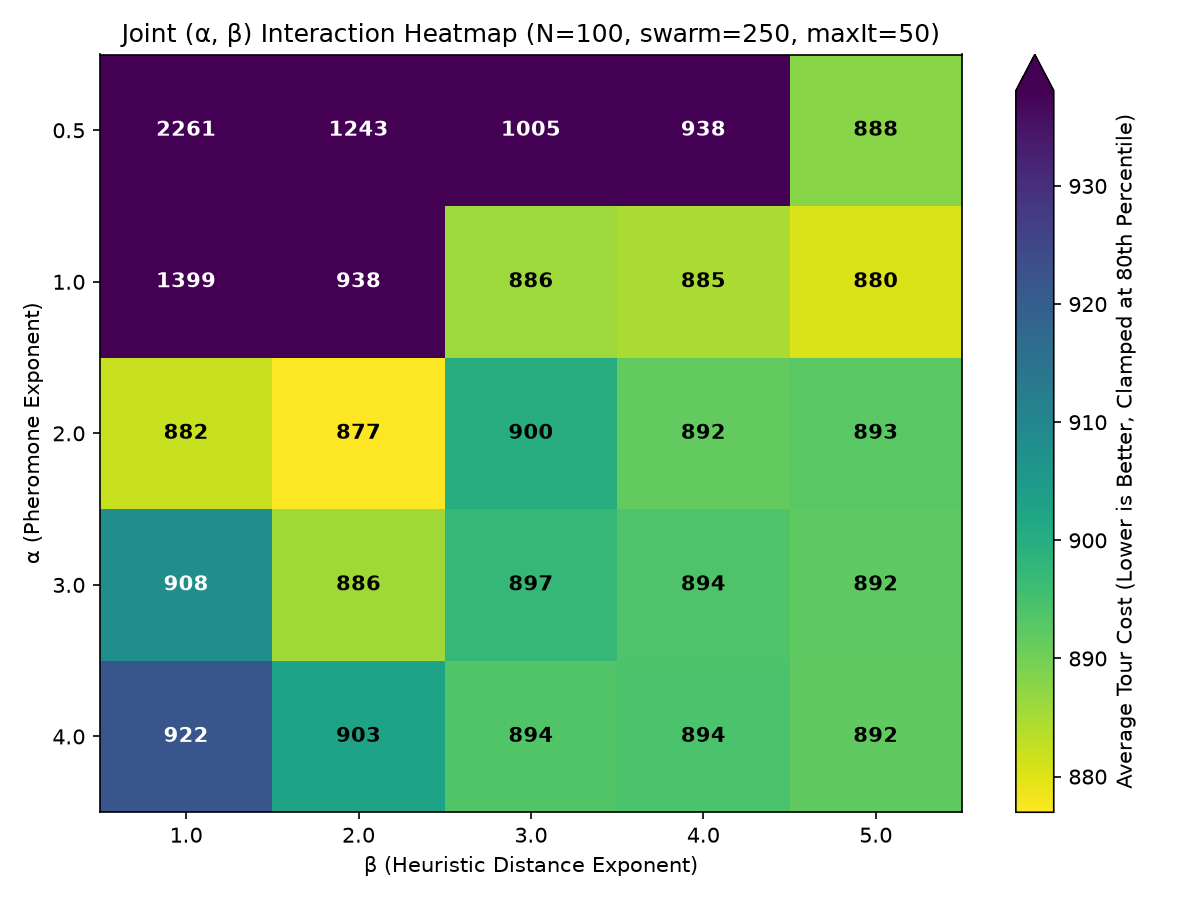 Joint (α, β) Interaction Heatmap (N=100, swarm=250, maxIt=50)
α (Pheromone Exponent)
0.5 2261 1243 1005 938 888
1.0 1399 938 886 885 880
2.0 882 877 900 892 893
3.0 908 886 897 894 892
4.0 922 903 894 894 892
1.0 2.0 3.0 4.0 5.0
β (Heuristic Distance Exponent)
930
920
910
900
890
880
Average Tour Cost (Lower is Better, Clamped at 80th Percentile)